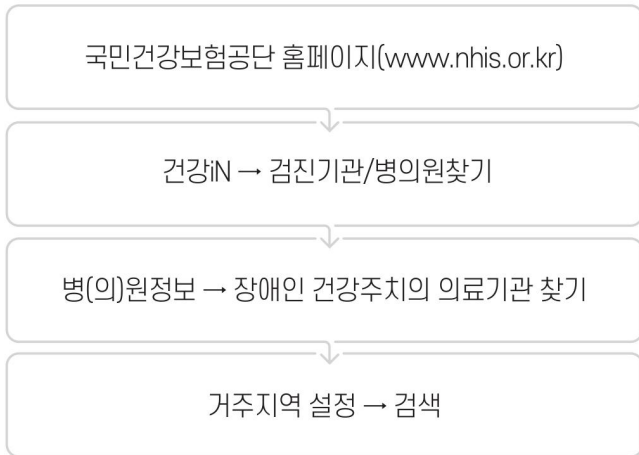 국민건강보험공단 홈페이지(www.nhis.or.kr)
건강iN → 검진기관/병의원찾기
병(의)원정보 → 장애인 건강주치의 의료기관 찾기
거주지역 설정 → 검색